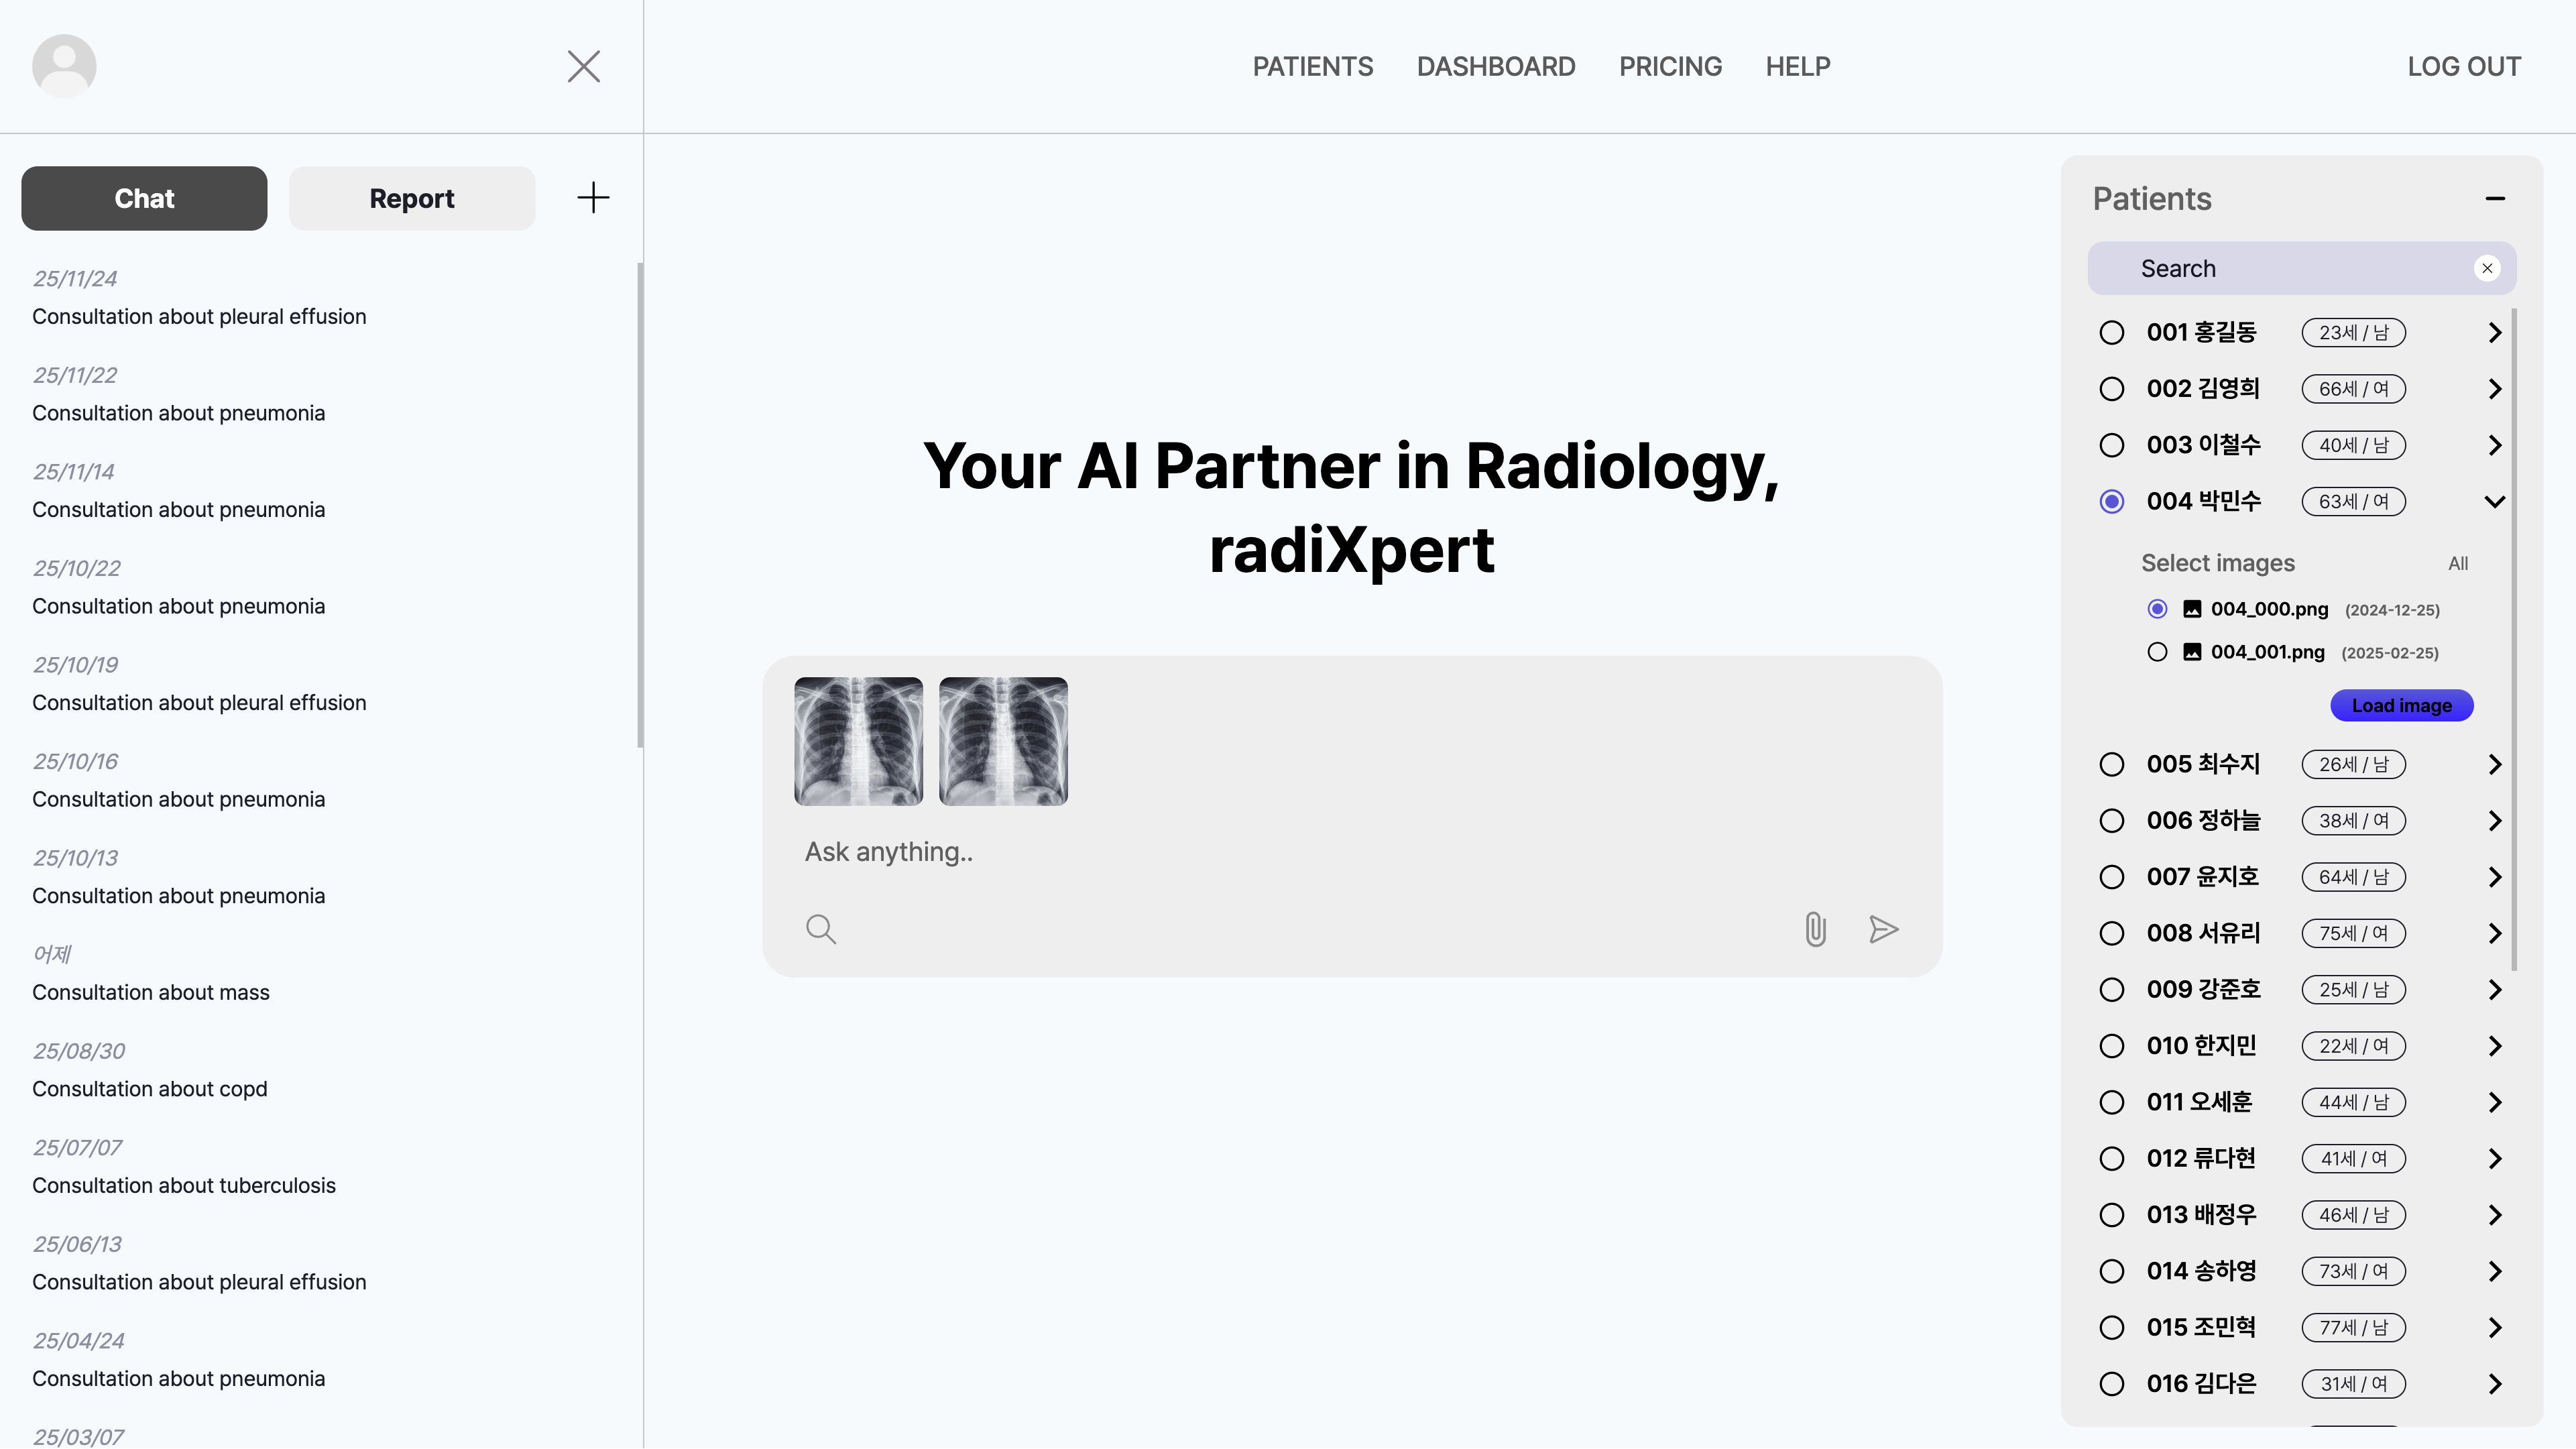 PATIENTS DASHBOARD PRICING HELP LOG OUT
Chat
Report
25/11/24
Consultation about pleural effusion
25/11/22
Consultation about pneumonia
25/11/14
Consultation about pneumonia
25/10/22
Consultation about pneumonia
25/10/19
Consultation about pleural effusion
25/10/16
Consultation about pneumonia
25/10/13
Consultation about pneumonia
어제
Consultation about mass
25/08/30
Consultation about copd
25/07/07
Consultation about tuberculosis
25/06/13
Consultation about pleural effusion
25/04/24
Consultation about pneumonia
25/03/07
Your AI Partner in Radiology,
radiXpert
Ask anything..
Patients
Search
001 홍길동 23세 / 남
002 김영희 66세 / 여
003 이철수 40세 / 남
004 박민수 63세 / 여
Select images All
004_000.png (2024-12-25)
004_001.png (2025-02-25)
Load image
005 최수지 26세 / 남
006 정하늘 38세 / 여
007 윤지호 64세 / 남
008 서유리 75세 / 여
009 강준호 25세 / 남
010 한지민 22세 / 여
011 오세훈 44세 / 남
012 류다현 41세 / 여
013 배정우 46세 / 남
014 송하영 73세 / 여
015 조민혁 77세 / 남
016 김다은 31세 / 여